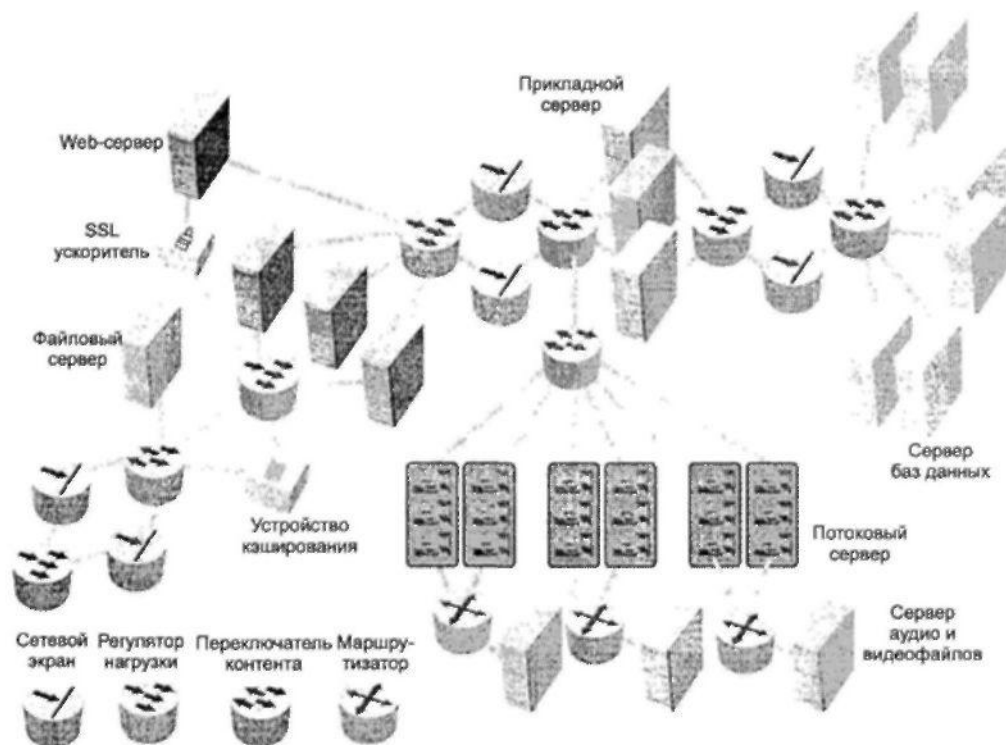 Прикладной
сервер
Web-сервер
SSL
ускоритель
Файловый
сервер
Сервер
баз данных
Устройство
кэширования
Потоковый
сервер
Сервер
аудио и
видеофайлов
Сетевой
экран
Регулятор
нагрузки
Переключатель
контента
Маршру-
тизатор